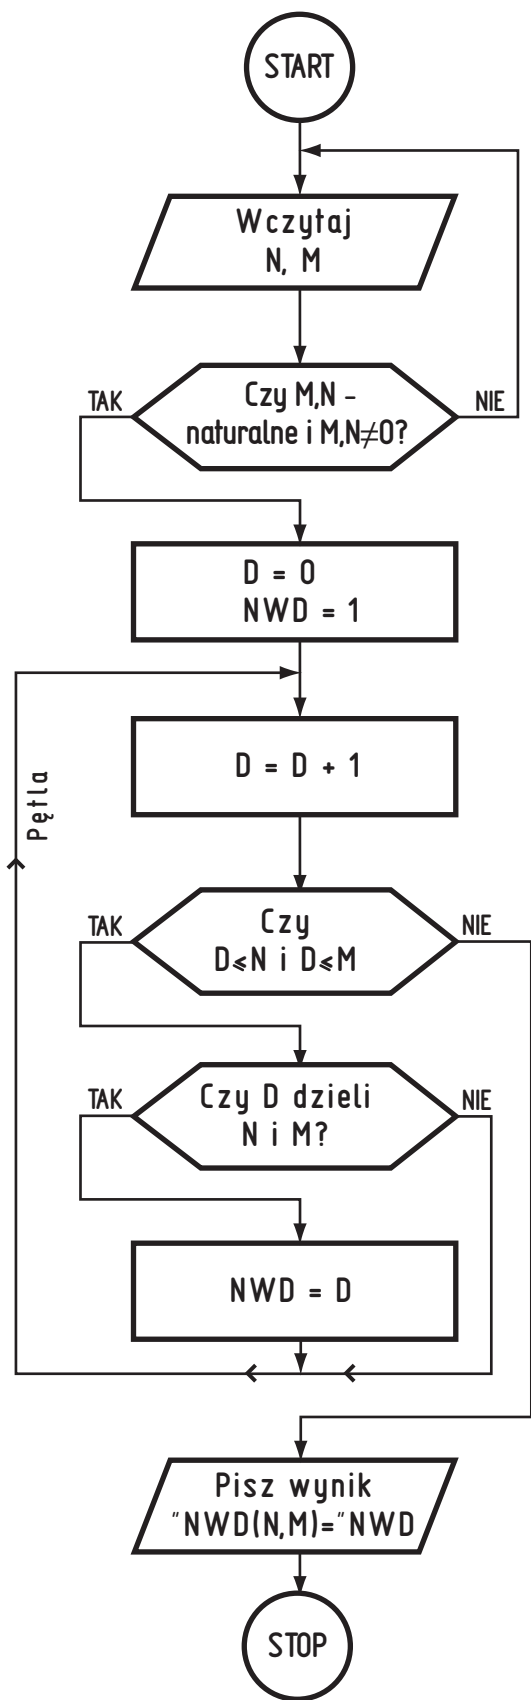 START
Wczytaj
N, M
TAK
Czy M,N -
naturalne i M,N≠0?
NIE
D = 0
NWD = 1
D = D + 1
Pętla
TAK
Czy
D⩽N i D⩽M
NIE
TAK
Czy D dzieli
N i M?
NIE
NWD = D
Pisz wynik
"NWD(N,M)="NWD
STOP